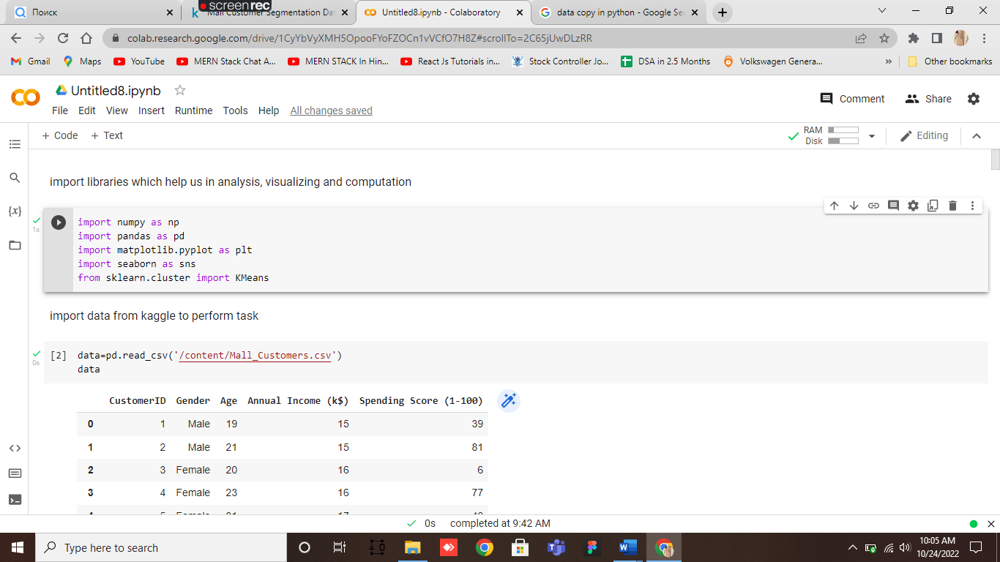 Поиск
Mall Customer Segmentation Da
Untitled8.ipynb - Colaboratory
data copy in python - Google Se
screenrec
colab.research.google.com/drive/1CyYbVyXMH5OpooFYoFZOCn1vVCfO7H8Z#scrollTo=2C65jUwDLzRR
Gmail Maps YouTube MERN Stack Chat A... MERN STACK In Hin... React Js Tutorials in... Stock Controller Jo... DSA in 2.5 Months Volkswagen Genera... » Other bookmarks
Untitled8.ipynb
File Edit View Insert Runtime Tools Help All changes saved
Comment Share
+ Code + Text
RAM
Disk
Editing
import libraries which help us in analysis, visualizing and computation
{x}
1s
import numpy as np
import pandas as pd
import matplotlib.pyplot as plt
import seaborn as sns
from sklearn.cluster import KMeans
import data from kaggle to perform task
0s
[2] data=pd.read_csv('/content/Mall_Customers.csv')
data
CustomerID Gender Age Annual Income (k$) Spending Score (1-100)
0 1 Male 19 15 39
1 2 Male 21 15 81
2 3 Female 20 16 6
3 4 Female 23 16 77
0s completed at 9:42 AM
Type here to search
10:05 AM
10/24/2022